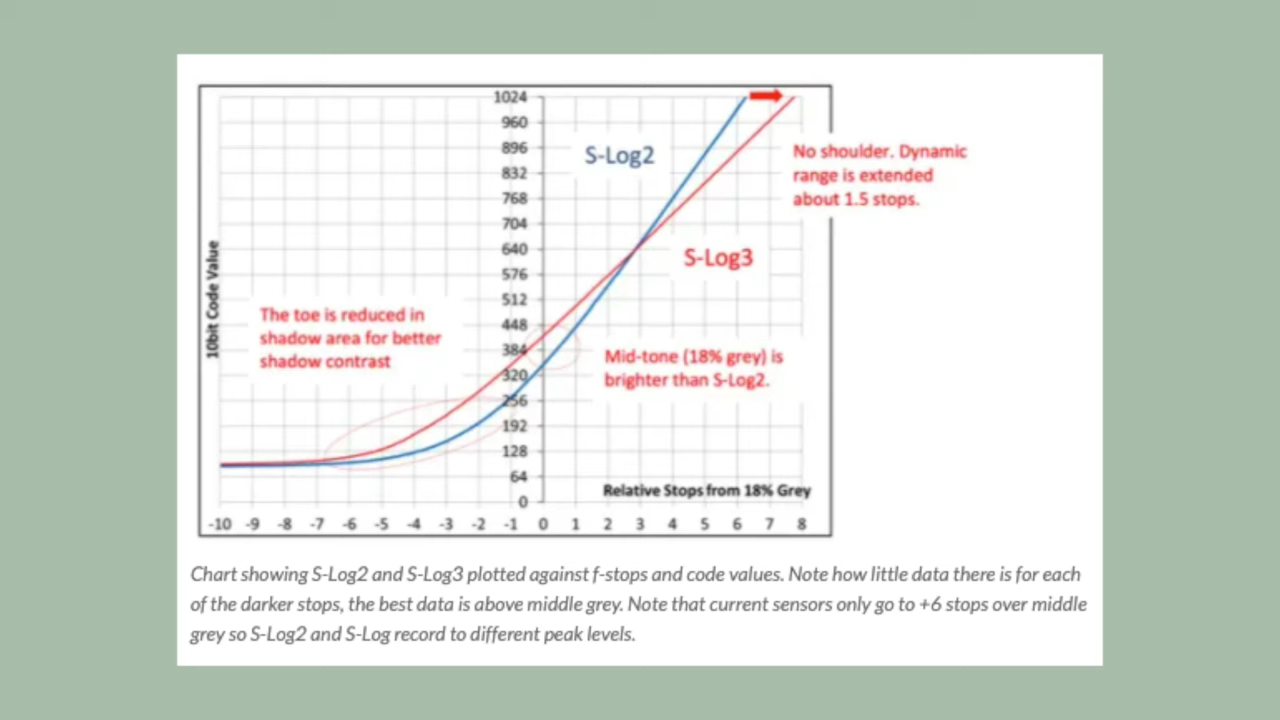 1024
960
896
832
768
704
640
576
512
448
384
320
256
192
128
64
0
10bit Code Value
S-Log2
No shoulder. Dynamic
range is extended
about 1.5 stops.
S-Log3
The toe is reduced in
shadow area for better
shadow contrast
Mid-tone (18% grey) is
brighter than S-Log2.
Relative Stops from 18% Grey
-10 -9 -8 -7 -6 -5 -4 -3 -2 -1 0 1 2 3 4 5 6 7 8
Chart showing S-Log2 and S-Log3 plotted against f-stops and code values. Note how little data there is for each
of the darker stops, the best data is above middle grey. Note that current sensors only go to +6 stops over middle
grey so S-Log2 and S-Log record to different peak levels.